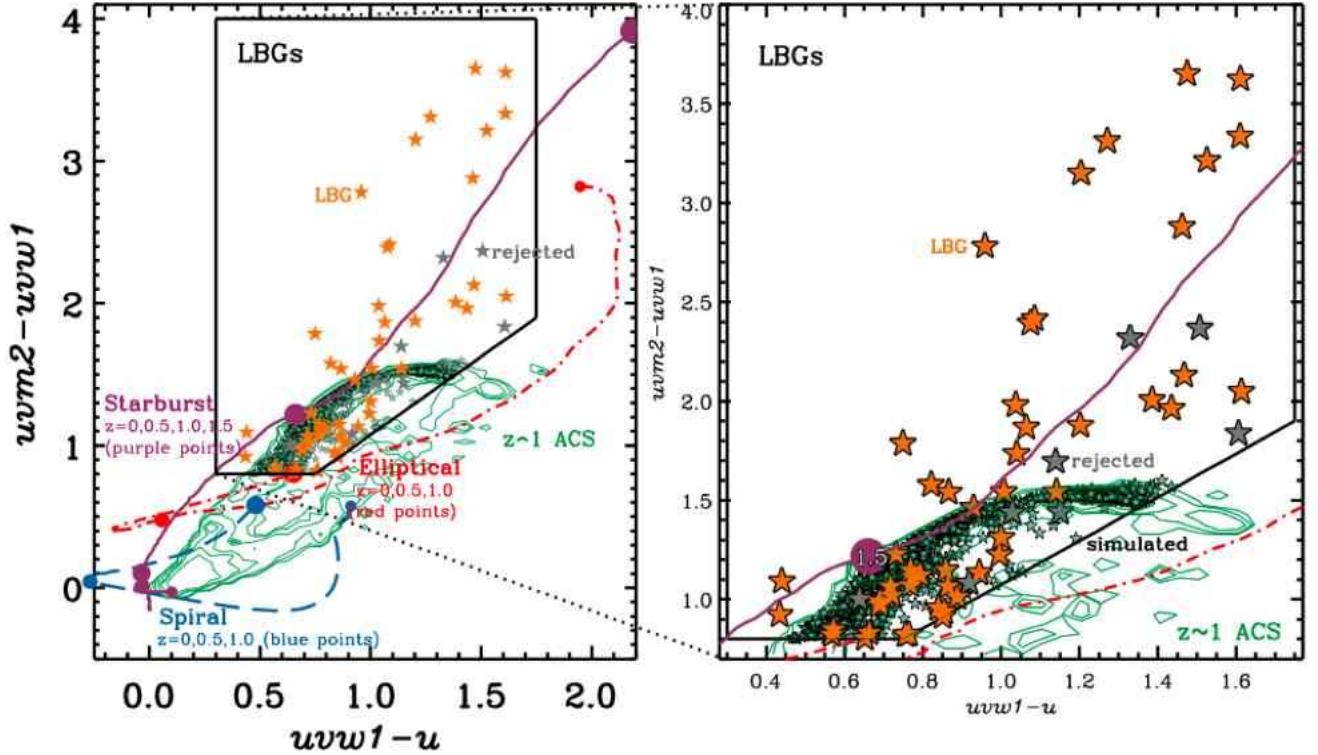 4
3
2
1
0
uvm2-uvw1
LBGs
LBG
rejected
Starburst
z=0,0.5,1.0,1.5
(purple points)
z~1 ACS
Elliptical
z=0,0.5,1.0
(red points)
Spiral
z=0,0.5,1.0 (blue points)
0.0 0.5 1.0 1.5 2.0
uvw1-u
4.0
3.5
3.0
2.5
2.0
1.5
1.0
uvm2-uvw1
LBGs
LBG
rejected
1.5
simulated
z~1 ACS
0.4 0.6 0.8 1.0 1.2 1.4 1.6
uvw1-u